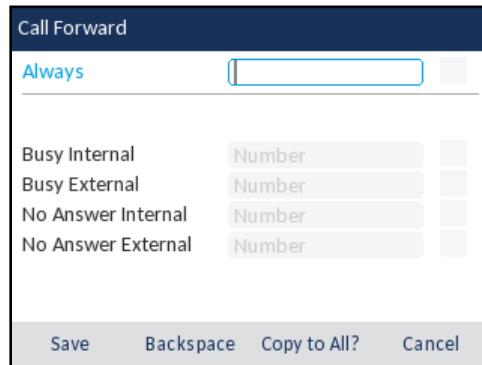 Call Forward
Always
Busy Internal Number
Busy External Number
No Answer Internal Number
No Answer External Number
Save Backspace Copy to All? Cancel